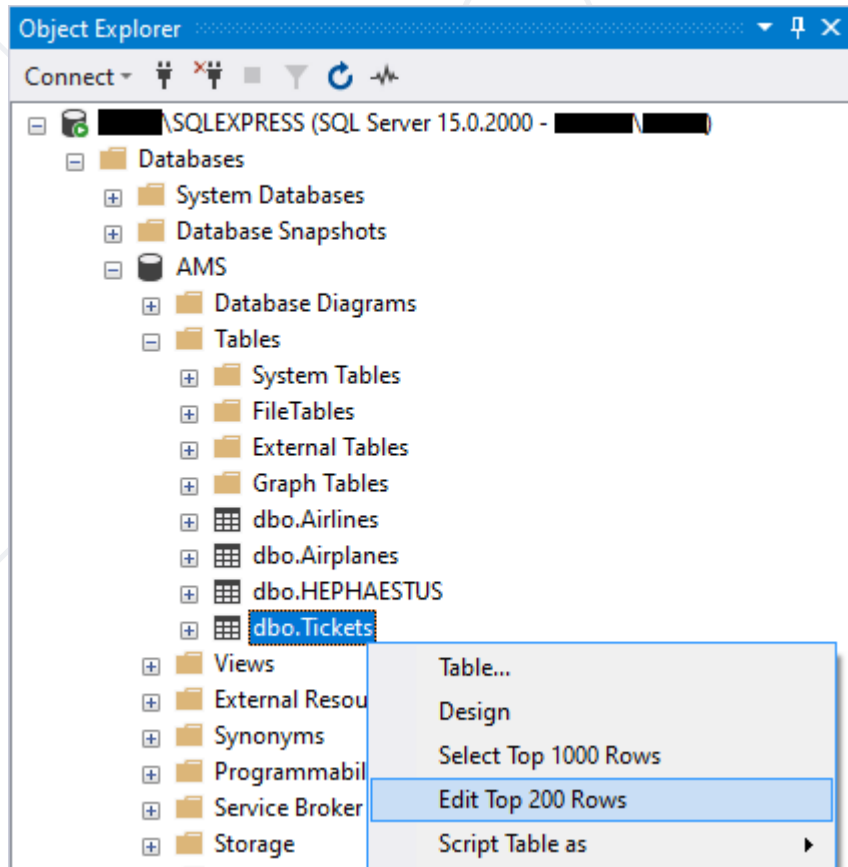 Object Explorer
Connect
\SQLEXPRESS (SQL Server 15.0.2000 - \ )
Databases
System Databases
Database Snapshots
AMS
Database Diagrams
Tables
System Tables
FileTables
External Tables
Graph Tables
dbo.Airlines
dbo.Airplanes
dbo.HEPHAESTUS
dbo.Tickets
Views
Table...
External Resou
Design
Synonyms
Select Top 1000 Rows
Programmabil
Edit Top 200 Rows
Service Broker
Storage
Script Table as